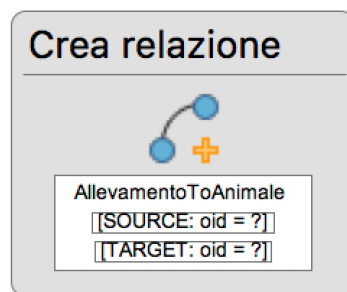 Crea relazione
AllevamentoToAnimale
[SOURCE: oid = ?]
[TARGET: oid = ?]